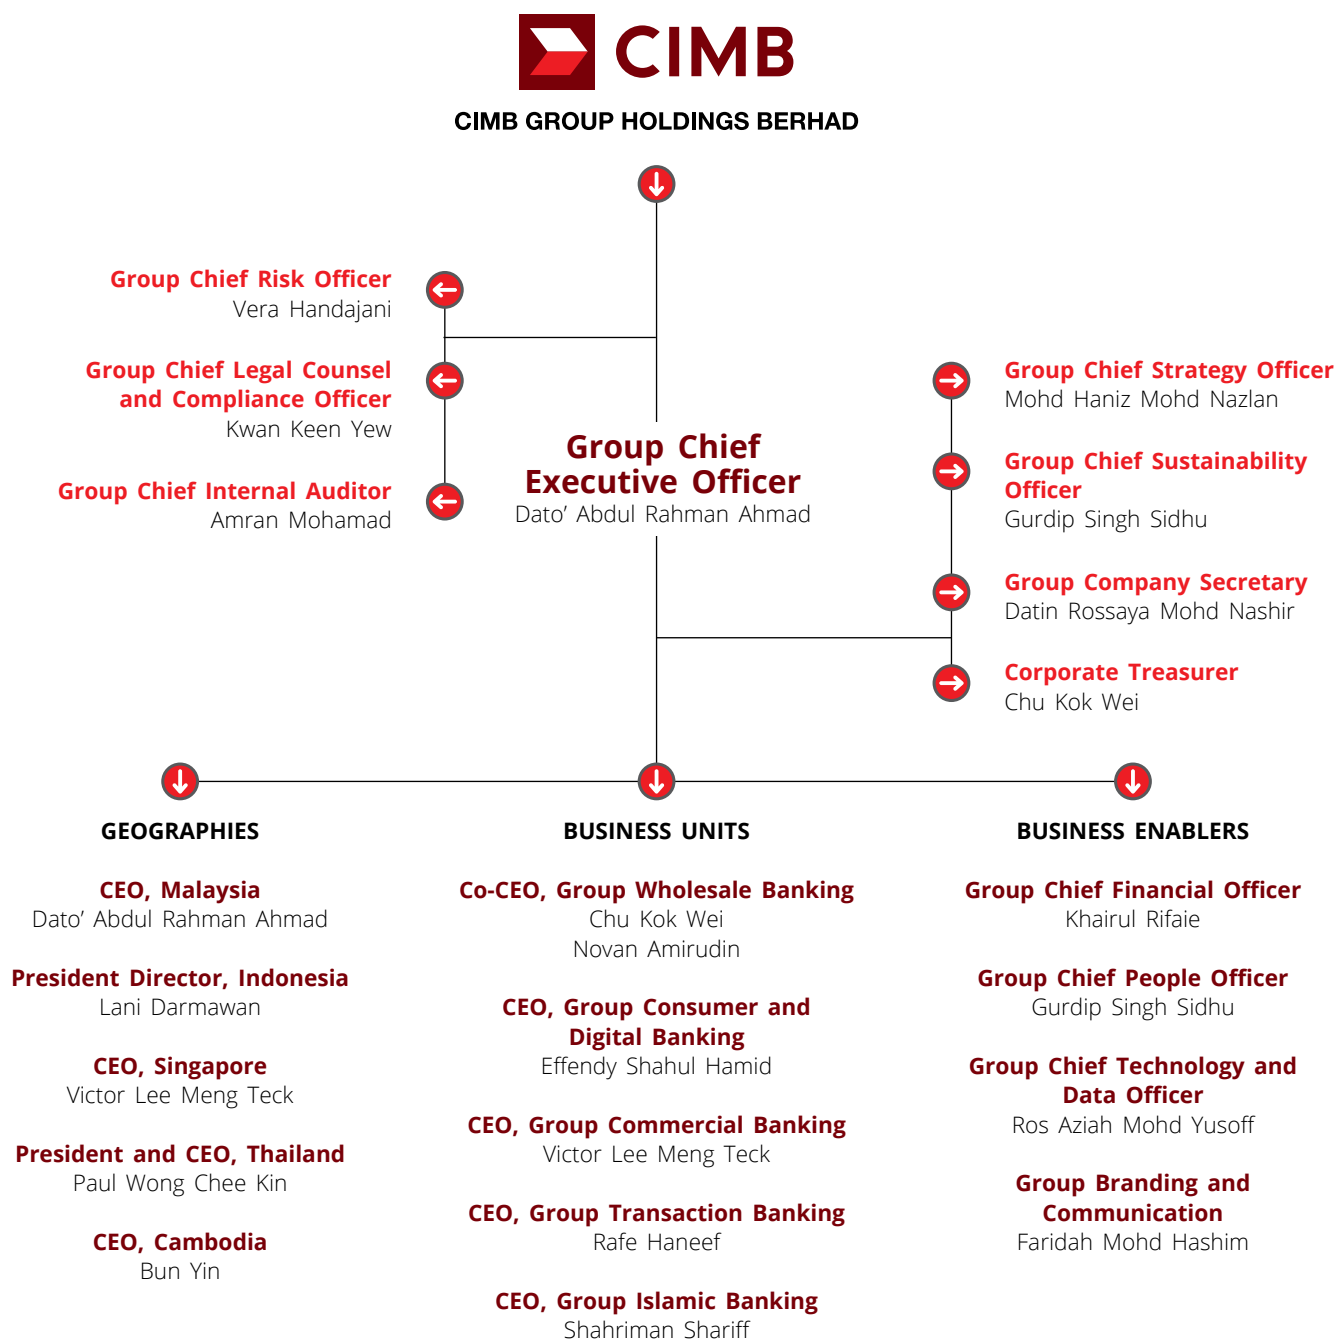 CIMB
CIMB GROUP HOLDINGS BERHAD
Group Chief Risk Officer
Vera Handajani
Group Chief Legal Counsel
and Compliance Officer
Kwan Keen Yew
Group Chief Internal Auditor
Amran Mohamad
Group Chief
Executive Officer
Dato’ Abdul Rahman Ahmad
Group Chief Strategy Officer
Mohd Haniz Mohd Nazlan
Group Chief Sustainability
Officer
Gurdip Singh Sidhu
Group Company Secretary
Datin Rossaya Mohd Nashir
Corporate Treasurer
Chu Kok Wei
GEOGRAPHIES
CEO, Malaysia
Dato’ Abdul Rahman Ahmad
President Director, Indonesia
Lani Darmawan
CEO, Singapore
Victor Lee Meng Teck
President and CEO, Thailand
Paul Wong Chee Kin
CEO, Cambodia
Bun Yin
BUSINESS UNITS
Co-CEO, Group Wholesale Banking
Chu Kok Wei
Novan Amirudin
CEO, Group Consumer and
Digital Banking
Effendy Shahul Hamid
CEO, Group Commercial Banking
Victor Lee Meng Teck
CEO, Group Transaction Banking
Rafe Haneef
CEO, Group Islamic Banking
Shahriman Shariff
BUSINESS ENABLERS
Group Chief Financial Officer
Khairul Rifaie
Group Chief People Officer
Gurdip Singh Sidhu
Group Chief Technology and
Data Officer
Ros Aziah Mohd Yusoff
Group Branding and
Communication
Faridah Mohd Hashim